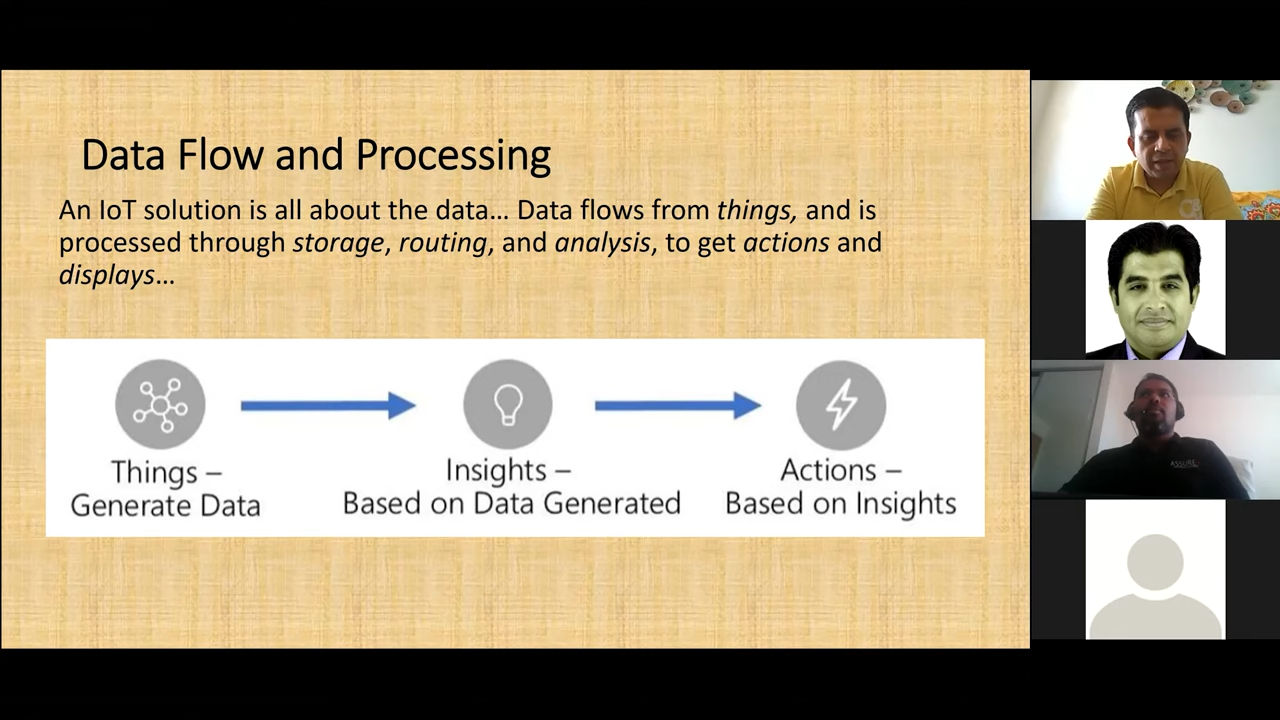 Data Flow and Processing
An IoT solution is all about the data... Data flows from things, and is
processed through storage, routing, and analysis, to get actions and
displays...
Things –
Generate Data
Insights –
Based on Data Generated
Actions –
Based on Insights
ASSURE